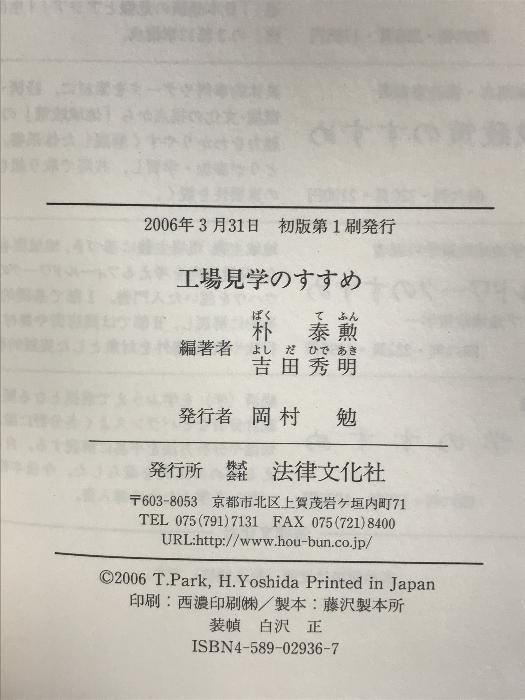 2006年3月31日　初版第1刷発行
工場見学のすすめ
ぱく　て　ふん
朴　泰勲
編著者
よし　だ　ひで　あき
吉田秀明
発行者　岡村　勉
発行所　株式会社　法律文化社
〒603-8053　京都市北区上賀茂岩ケ垣内町71
TEL 075(791)7131　FAX 075(721)8400
URL:http://www.hou-bun.co.jp/
©2006 T.Park, H.Yoshida Printed in Japan
印刷：西濃印刷㈱／製本：藤沢製本所
装幀　白沢　正
ISBN4-589-02936-7